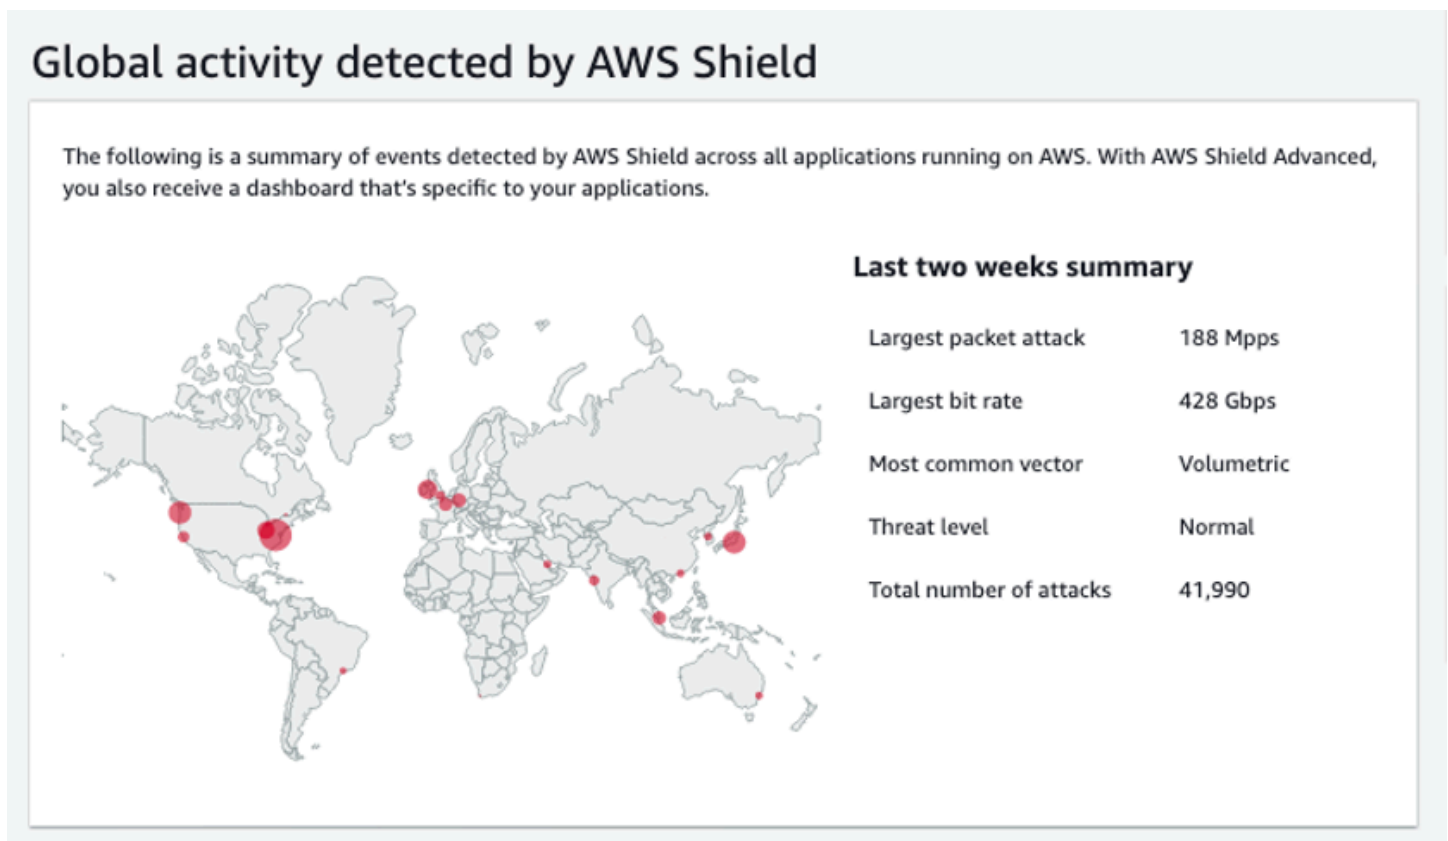 Global activity detected by AWS Shield
The following is a summary of events detected by AWS Shield across all applications running on AWS. With AWS Shield Advanced,
you also receive a dashboard that's specific to your applications.
Last two weeks summary
Largest packet attack 188 Mpps
Largest bit rate 428 Gbps
Most common vector Volumetric
Threat level Normal
Total number of attacks 41,990